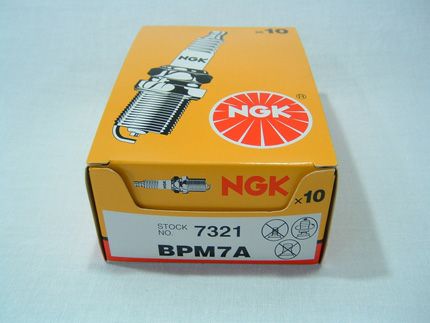 ×10
NGK
NGK
®
NGK
×10
STOCK NO. 7321
BPM7A